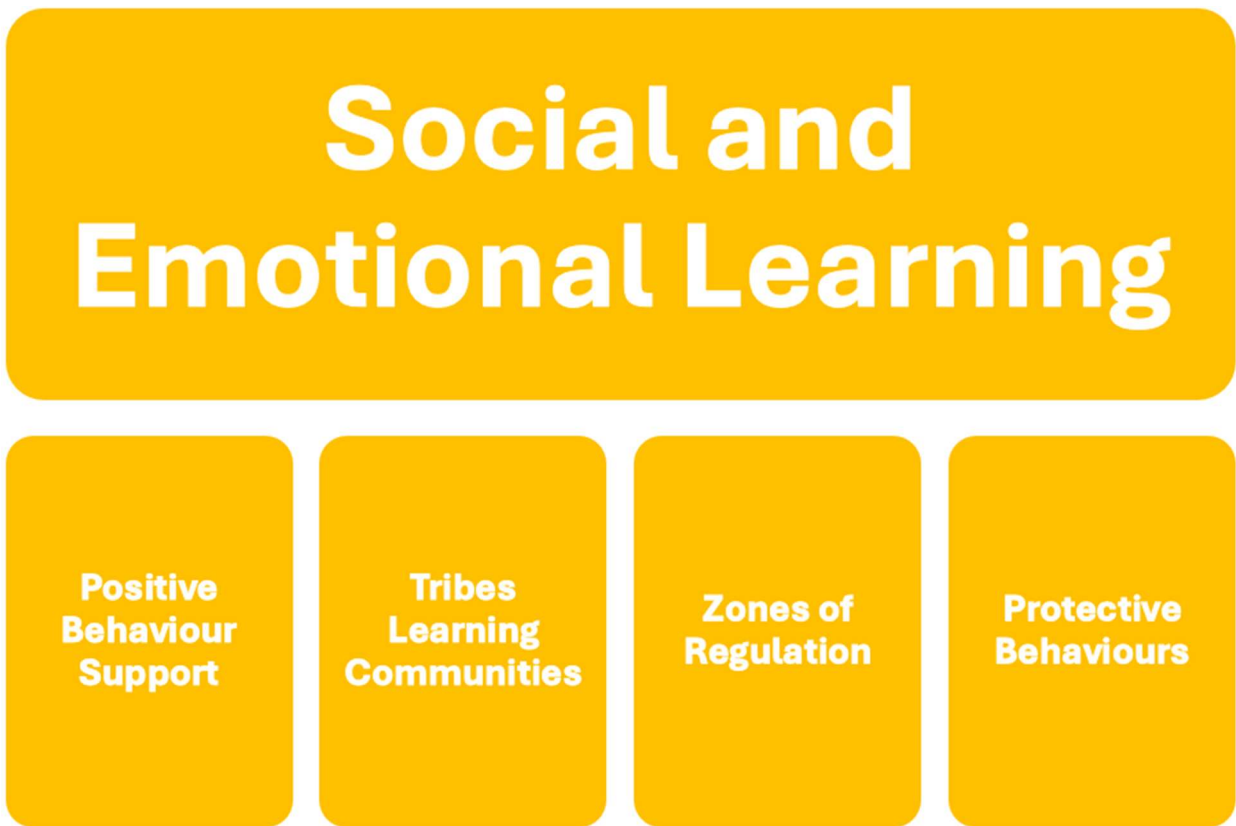 Social and
Emotional Learning
Positive
Behaviour
Support
Tribes
Learning
Communities
Zones of
Regulation
Protective
Behaviours